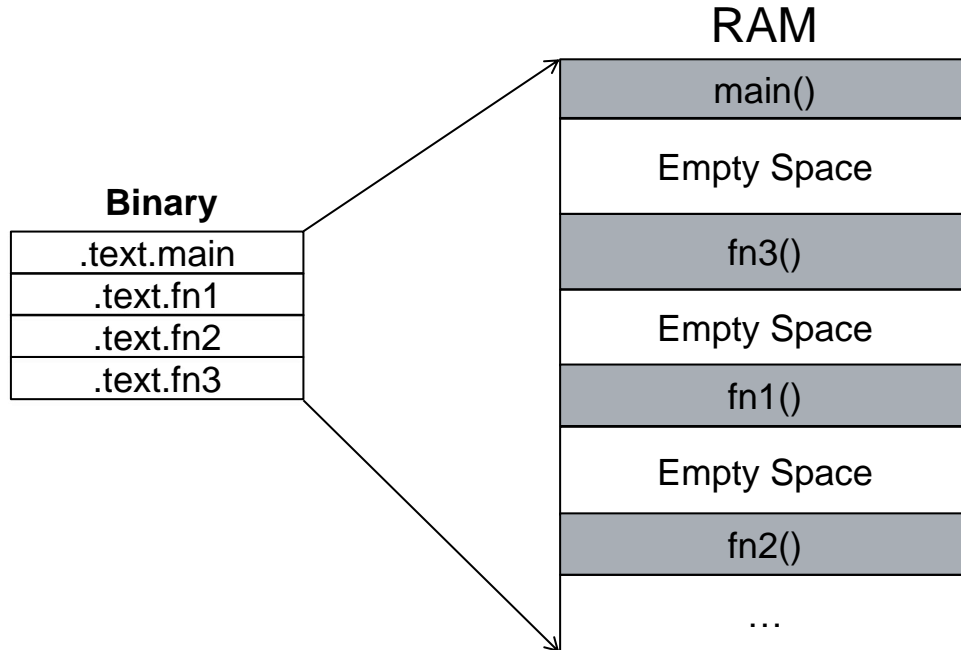 RAM
main()
Empty Space
Binary
.text.main
fn3()
.text.fn1
.text.fn2
Empty Space
.text.fn3
fn1()
Empty Space
fn2()
…